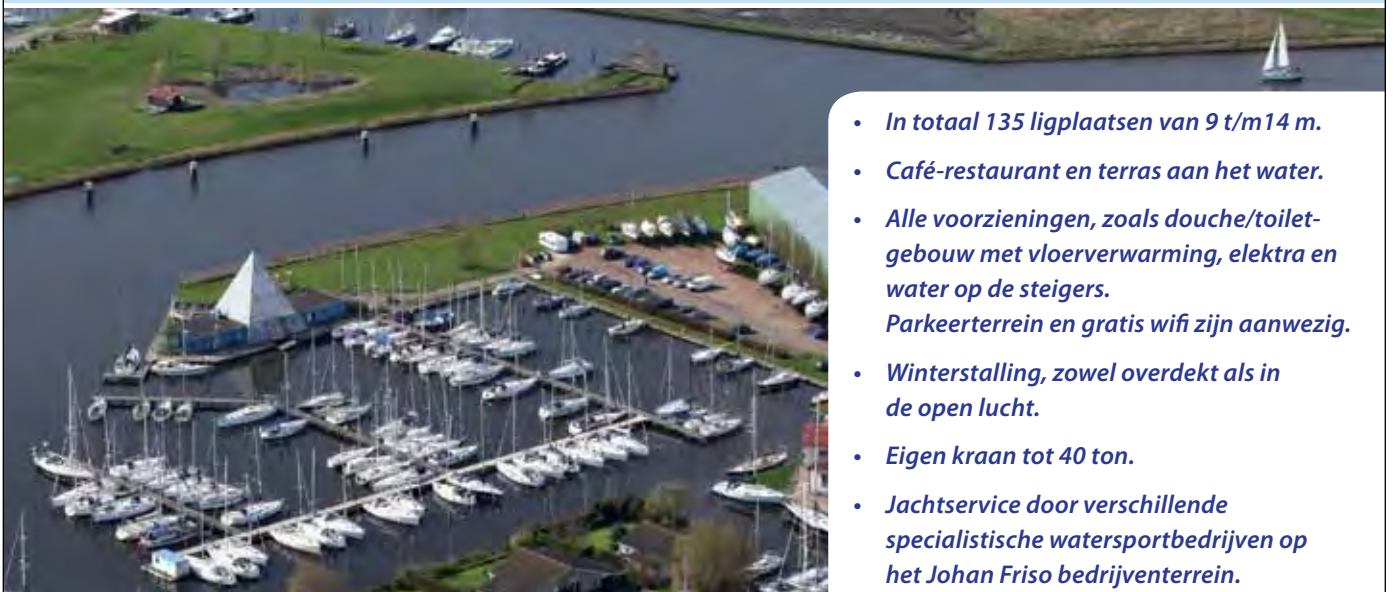 • In totaal 135 ligplaatsen van 9 t/m14 m.
• Café-restaurant en terras aan het water.
• Alle voorzieningen, zoals douche/toilet-
gebouw met vloerverwarming, elektra en
water op de steigers.
Parkeerterrein en gratis wifi zijn aanwezig.
• Winterstalling, zowel overdekt als in
de open lucht.
• Eigen kraan tot 40 ton.
• Jachtservice door verschillende
specialistische watersportbedrijven op
het Johan Friso bedrijventerrein.